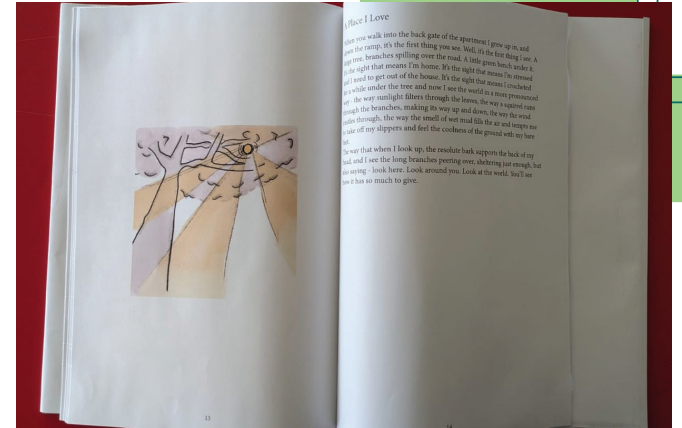 A Place I Love
When you walk into the back gate of the apartment I grew up in, and
down the ramp, it's the first thing you see. Well, it's the first thing I see. A
huge tree, branches spilling over the road. A little green bench under it.
It's the sight that means I'm home. It's the sight that means I'm stressed
and I need to get out of the house. It's the sight that means I crocheted
for a while under the tree and now I see the world in a more pronounced
way - the way sunlight filters through the leaves, the way a squirrel runs
through the branches, making its way up and down, the way the wind
rustles through, the way the smell of wet mud fills the air and tempts me
to take off my slippers and feel the coolness of the ground with my bare
feet.
The way that when I look up, the resolute bark supports the back of my
head, and I see the long branches peering over, sheltering just enough, but
also saying - look here. Look around you. Look at the world. You'll see
how it has so much to give.
13
14